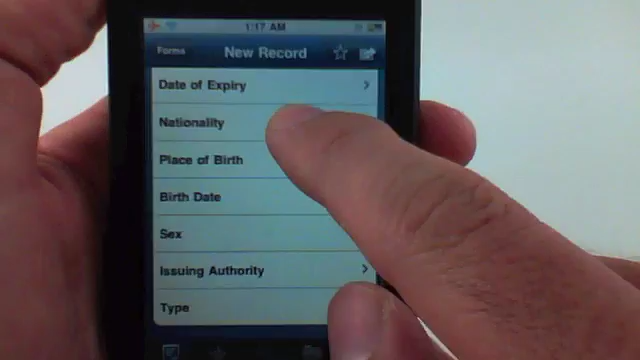 1:17 AM
Forms
New Record
Date of Expiry
Nationality
Place of Birth
Birth Date
Sex
Issuing Authority
Type